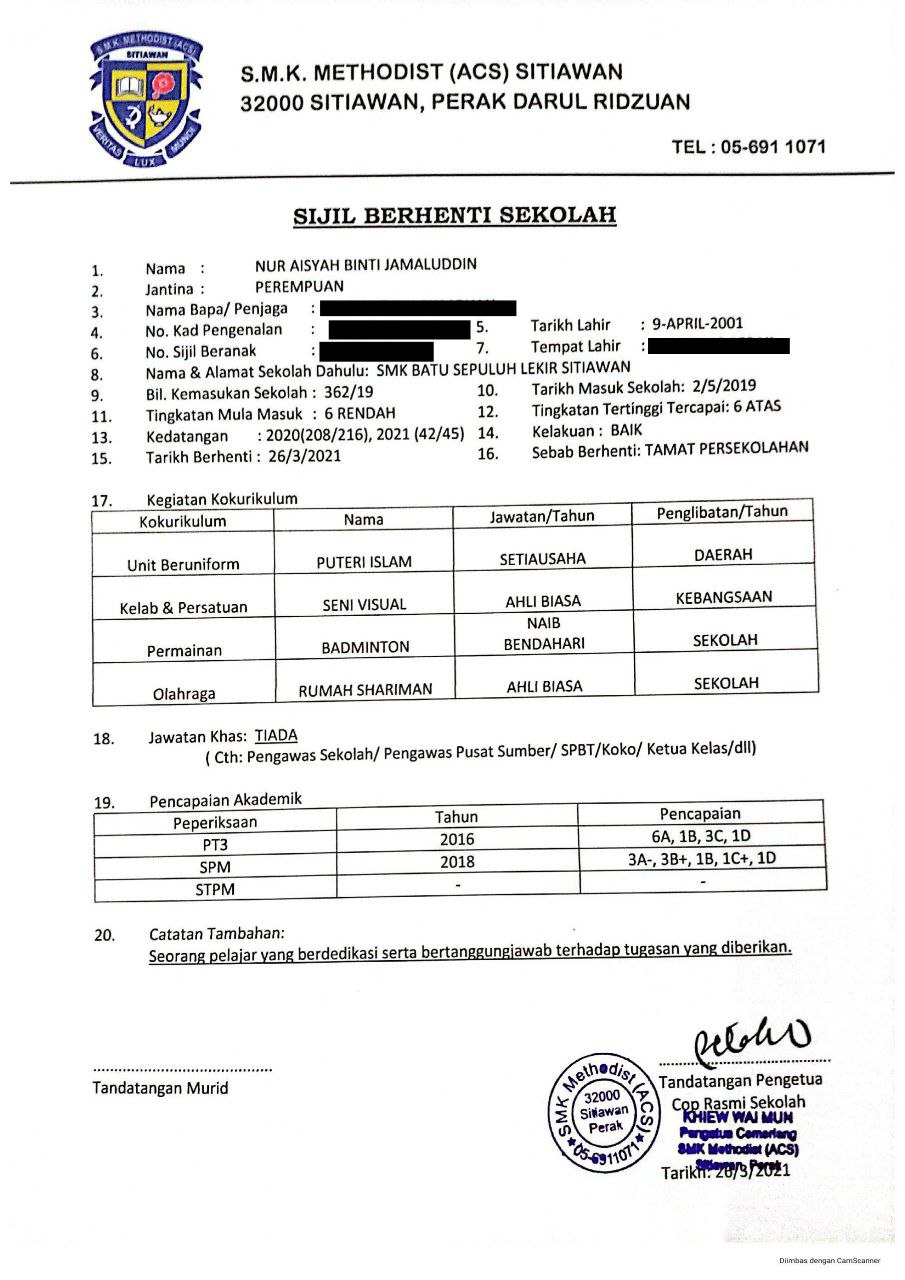 S.M.K. METHODIST (ACS)
SITIAWAN
VERITAS LUX MUNDI
S.M.K. METHODIST (ACS) SITIAWAN
32000 SITIAWAN, PERAK DARUL RIDZUAN
TEL : 05-691 1071
SIJIL BERHENTI SEKOLAH
1. Nama : NUR AISYAH BINTI JAMALUDDIN
2. Jantina : PEREMPUAN
3. Nama Bapa/ Penjaga :
4. No. Kad Pengenalan : 5. Tarikh Lahir : 9-APRIL-2001
6. No. Sijil Beranak : 7. Tempat Lahir :
8. Nama & Alamat Sekolah Dahulu: SMK BATU SEPULUH LEKIR SITIAWAN
9. Bil. Kemasukan Sekolah : 362/19 10. Tarikh Masuk Sekolah: 2/5/2019
11. Tingkatan Mula Masuk : 6 RENDAH 12. Tingkatan Tertinggi Tercapai: 6 ATAS
13. Kedatangan : 2020(208/216), 2021 (42/45) 14. Kelakuan : BAIK
15. Tarikh Berhenti : 26/3/2021 16. Sebab Berhenti: TAMAT PERSEKOLAHAN
17. Kegiatan Kokurikulum
Kokurikulum Nama Jawatan/Tahun Penglibatan/Tahun
Unit Beruniform PUTERI ISLAM SETIAUSAHA DAERAH
Kelab & Persatuan SENI VISUAL AHLI BIASA KEBANGSAAN
Permainan BADMINTON NAIB BENDAHARI SEKOLAH
Olahraga RUMAH SHARIMAN AHLI BIASA SEKOLAH
18. Jawatan Khas: TIADA
( Cth: Pengawas Sekolah/ Pengawas Pusat Sumber/ SPBT/Koko/ Ketua Kelas/dll)
19. Pencapaian Akademik
Peperiksaan Tahun Pencapaian
PT3 2016 6A, 1B, 3C, 1D
SPM 2018 3A-, 3B+, 1B, 1C+, 1D
STPM - -
20. Catatan Tambahan:
Seorang pelajar yang berdedikasi serta bertanggungjawab terhadap tugasan yang diberikan.
Tandatangan Murid
SMK Methodist (ACS)
32000
Sitiawan
Perak
05-6911071
Tandatangan Pengetua
Cop Rasmi Sekolah
KHIEW WAI MUN
Pengetua Cemerlang
SMK Methodist (ACS)
Sitiawan, Perak
Tarikh: 26/3/2021
Diimbas dengan CamScanner